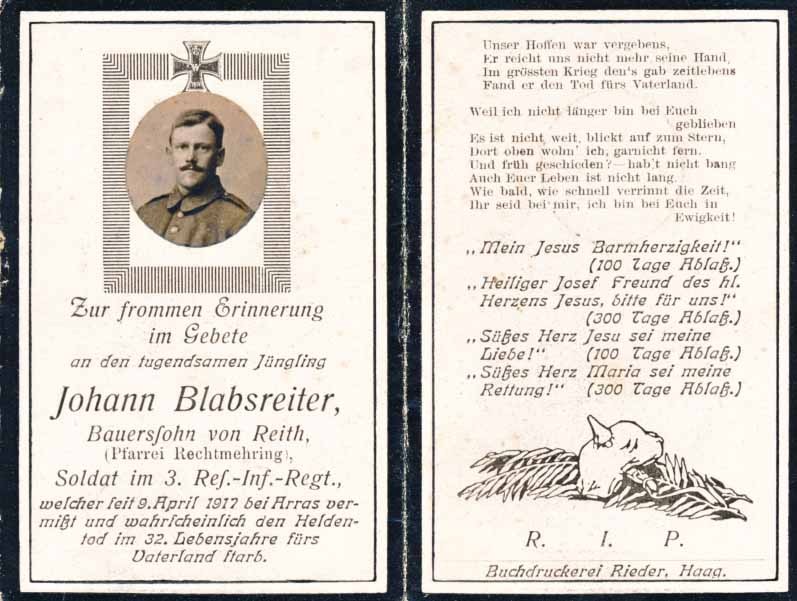 Zur frommen Erinnerung
im Gebete
an den tugendsamen Jüngling
Johann Blabsreiter,
Bauersſohn von Reith,
(Pfarrei Rechtmehring),
Soldat im 3. Reſ.-Inf.-Regt.,
welcher ſeit 9. April 1917 bei Arras ver-
mißt und wahrſcheinlich den Helden-
tod im 32. Lebensjahre fürs
Vaterland ſtarb.
Unser Hoffen war vergebens,
Er reicht uns nicht mehr seine Hand,
Im grössten Krieg den's gab zeitlebens
Fand er den Tod fürs Vaterland.
Weil ich nicht länger bin bei Euch
geblieben
Es ist nicht weit, blickt auf zum Stern,
Dort oben wohn' ich, garnicht fern.
Und früh geschieden? — hab't nicht bang
Auch Euer Leben ist nicht lang.
Wie bald, wie schnell verrinnt die Zeit,
Ihr seid bei mir, ich bin bei Euch in
Ewigkeit!
„Mein Jesus Barmherzigkeit!"
(100 Tage Ablaß.)
„Heiliger Josef Freund des hl.
Herzens Jesus, bitte für uns!"
(300 Tage Ablaß.)
„Süßes Herz Jesu sei meine
Liebe!" (100 Tage Ablaß.)
„Süßes Herz Maria sei meine
Rettung!" (300 Tage Ablaß.)
R. I. P.
Buchdruckerei Rieder, Haag.